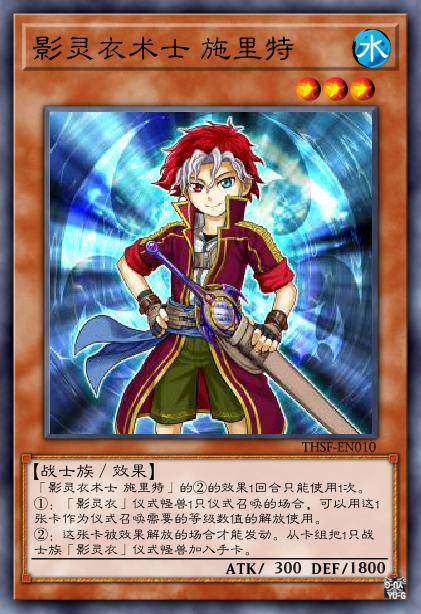 影灵衣术士 施里特
水
THSF-EN010
【战士族／效果】
「影灵衣术士 施里特」的②的效果1回合只能使用1次。
①：「影灵衣」仪式怪兽1只仪式召唤的场合，可以用这1
张卡作为仪式召唤需要的等级数值的解放使用。
②：这张卡被效果解放的场合才能发动。从卡组把1只战
士族「影灵衣」仪式怪兽加入手卡。
ATK/ 300 DEF/1800